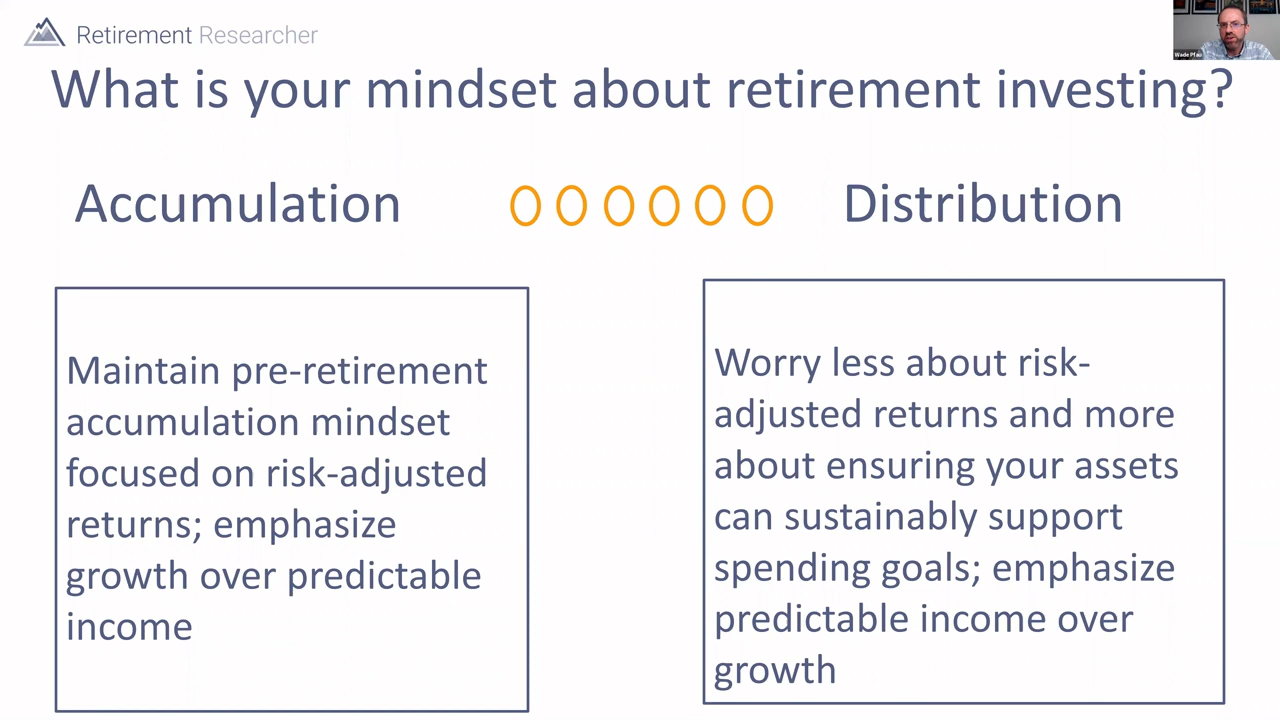 Retirement Researcher
Wade Pfau
What is your mindset about retirement investing?
Accumulation
Distribution
Maintain pre-retirement
accumulation mindset
focused on risk-adjusted
returns; emphasize
growth over predictable
income
Worry less about risk-
adjusted returns and more
about ensuring your assets
can sustainably support
spending goals; emphasize
predictable income over
growth